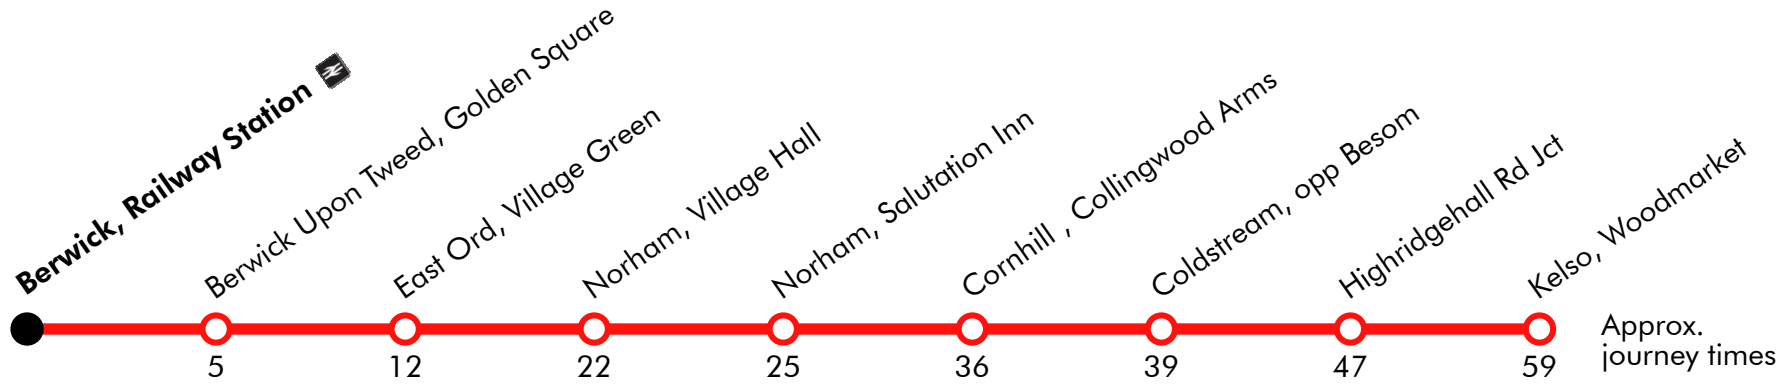 Berwick, Railway Station
Berwick Upon Tweed, Golden Square
East Ord, Village Green
Norham, Village Hall
Norham, Salutation Inn
Cornhill , Collingwood Arms
Coldstream, opp Besom
Highridgehall Rd Jct
Kelso, Woodmarket
5 12 22 25 36 39 47 59
Approx.
journey times